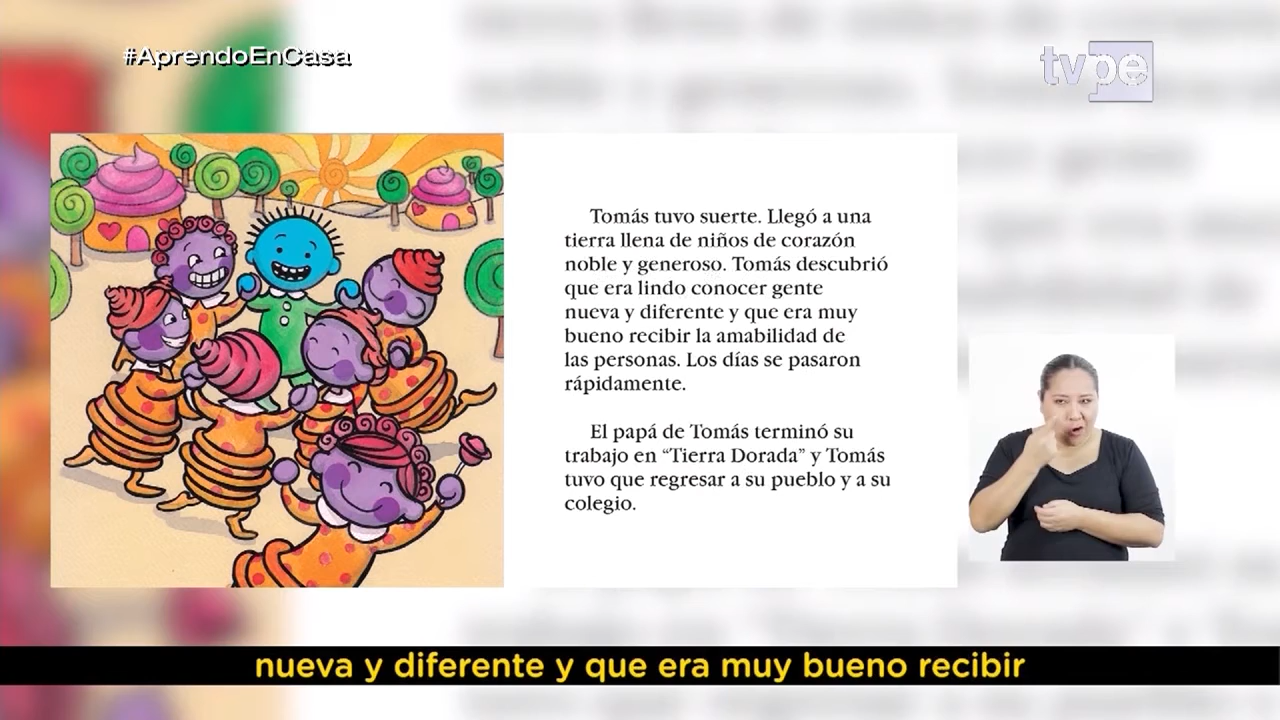 #AprendoEnCasa
tvpe
Tomás tuvo suerte. Llegó a una
tierra llena de niños de corazón
noble y generoso. Tomás descubrió
que era lindo conocer gente
nueva y diferente y que era muy
bueno recibir la amabilidad de
las personas. Los días se pasaron
rápidamente.
El papá de Tomás terminó su
trabajo en “Tierra Dorada” y Tomás
tuvo que regresar a su pueblo y a su
colegio.
nueva y diferente y que era muy bueno recibir